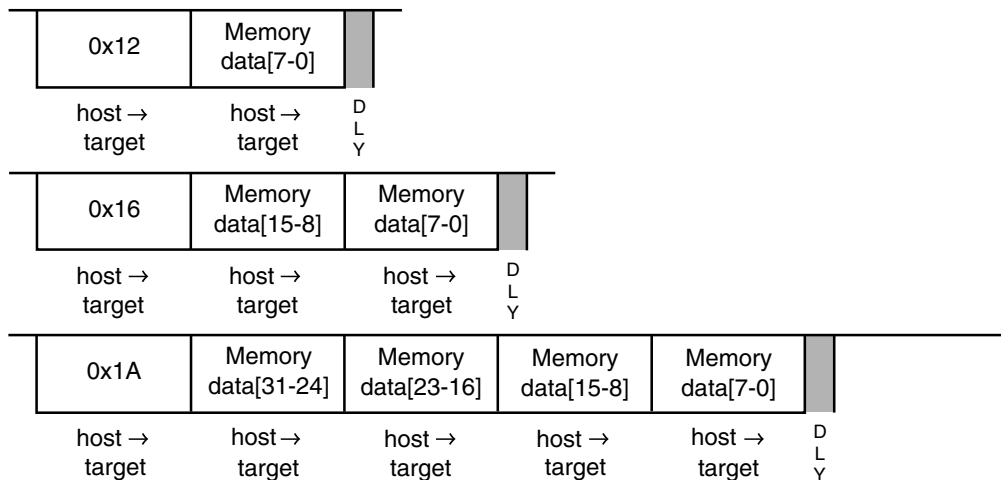 0x12
Memory
data[7-0]
host → target
host → target
D
L
Y
0x16
Memory
data[15-8]
Memory
data[7-0]
host → target
host → target
host → target
D
L
Y
0x1A
Memory
data[31-24]
Memory
data[23-16]
Memory
data[15-8]
Memory
data[7-0]
host →
target
host →
target
host →
target
host →
target
host →
target
D
L
Y